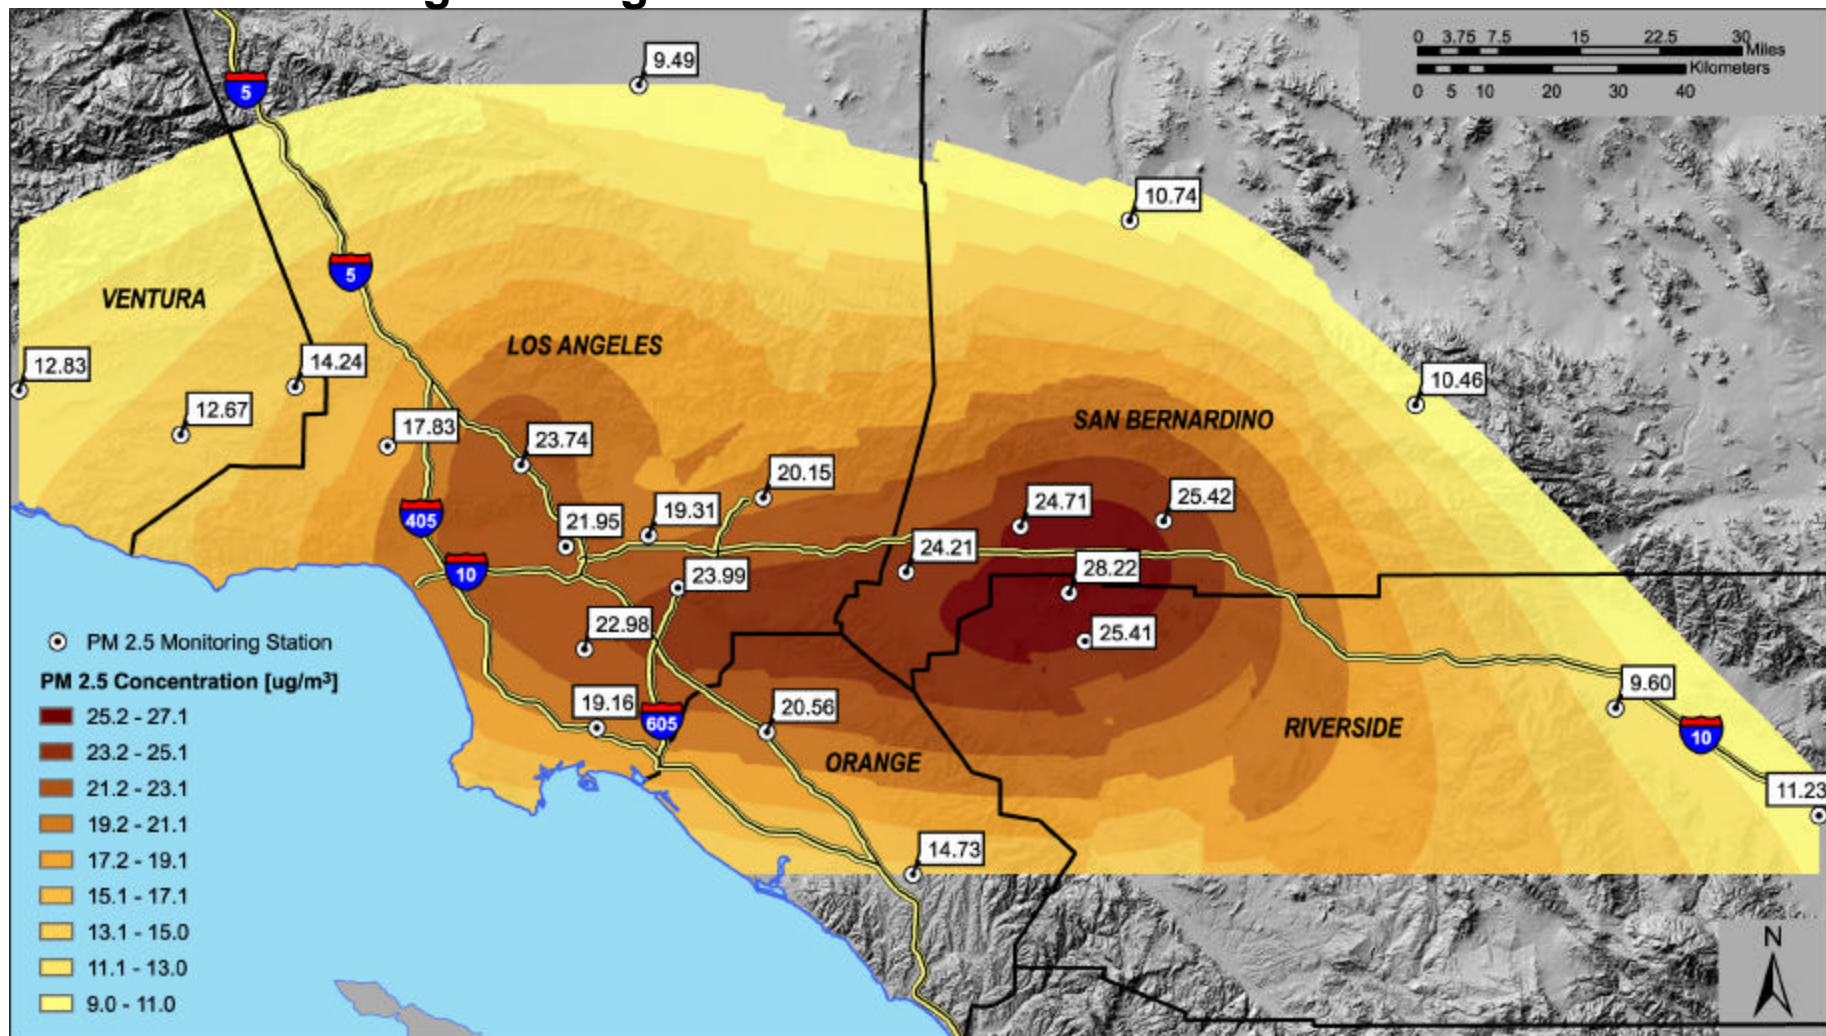 0 3.75 7.5 15 22.5 30
Miles
Kilometers
0 5 10 20 30 40
9.49
5
10.74
5
VENTURA
LOS ANGELES
12.83
14.24
10.46
12.67
17.83
SAN BERNARDINO
23.74
20.15
24.71
25.42
19.31
405
21.95
24.21
10
23.99
28.22
22.98
25.41
PM 2.5 Monitoring Station
PM 2.5 Concentration [ug/m³]
9.60
19.16
605
20.56
25.2 - 27.1
RIVERSIDE
10
23.2 - 25.1
ORANGE
21.2 - 23.1
11.23
19.2 - 21.1
14.73
17.2 - 19.1
15.1 - 17.1
13.1 - 15.0
N
11.1 - 13.0
9.0 - 11.0